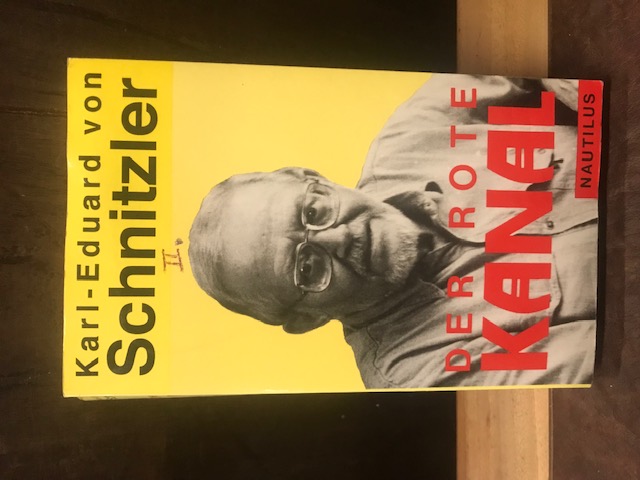 Karl-Eduard von
Schnitzler
II.
DER ROTE
KANAL
NAUTILUS